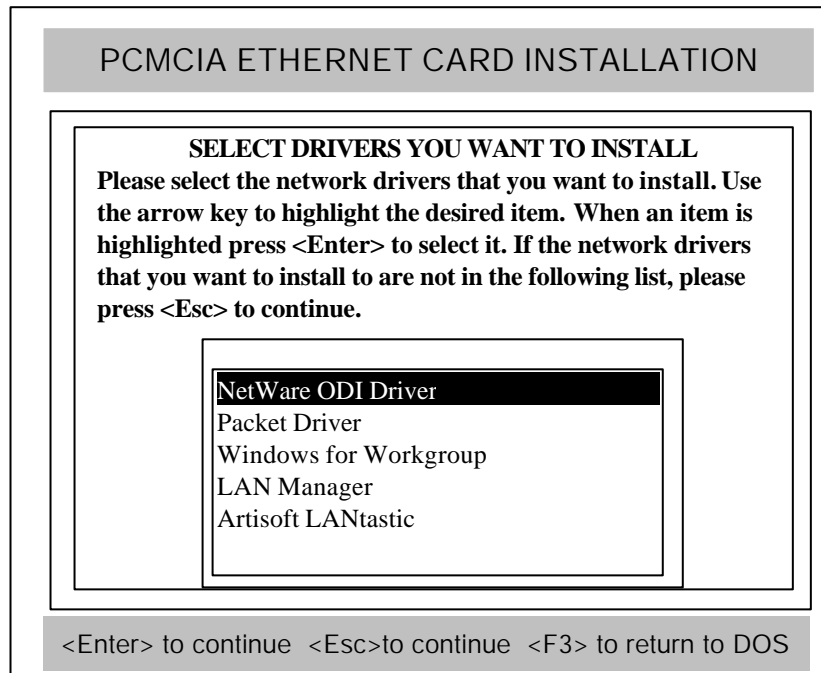 PCMCIA ETHERNET CARD INSTALLATION
SELECT DRIVERS YOU WANT TO INSTALL
Please select the network drivers that you want to install. Use
the arrow key to highlight the desired item. When an item is
highlighted press <Enter> to select it. If the network drivers
that you want to install to are not in the following list, please
press <Esc> to continue.
NetWare ODI Driver
Packet Driver
Windows for Workgroup
LAN Manager
Artisoft LANtastic
<Enter> to continue <Esc>to continue <F3> to return to DOS